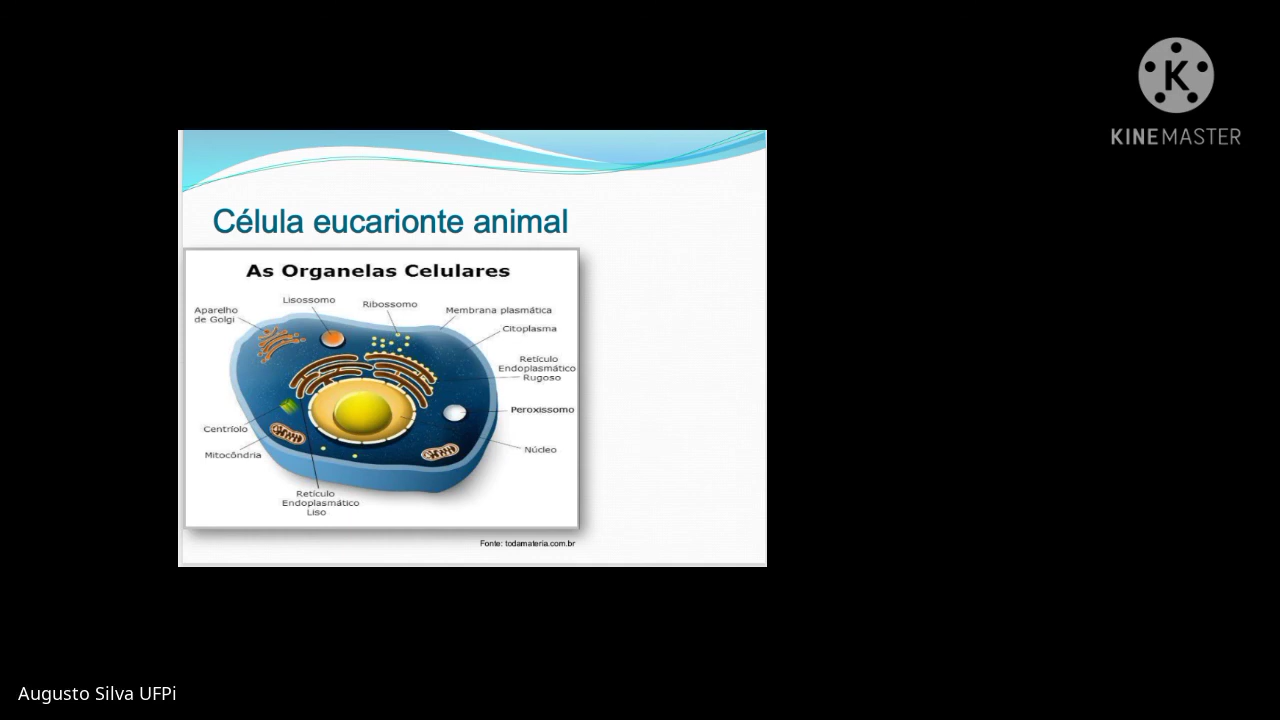 KINEMASTER
Célula eucarionte animal
As Organelas Celulares
Lisossomo
Ribossomo
Aparelho
de Golgi
Membrana plasmática
Citoplasma
Retículo
Endoplasmático
Rugoso
Peroxissomo
Centríolo
Mitocôndria
Núcleo
Retículo
Endoplasmático
Liso
Fonte: todamateria.com.br
Augusto Silva UFPi